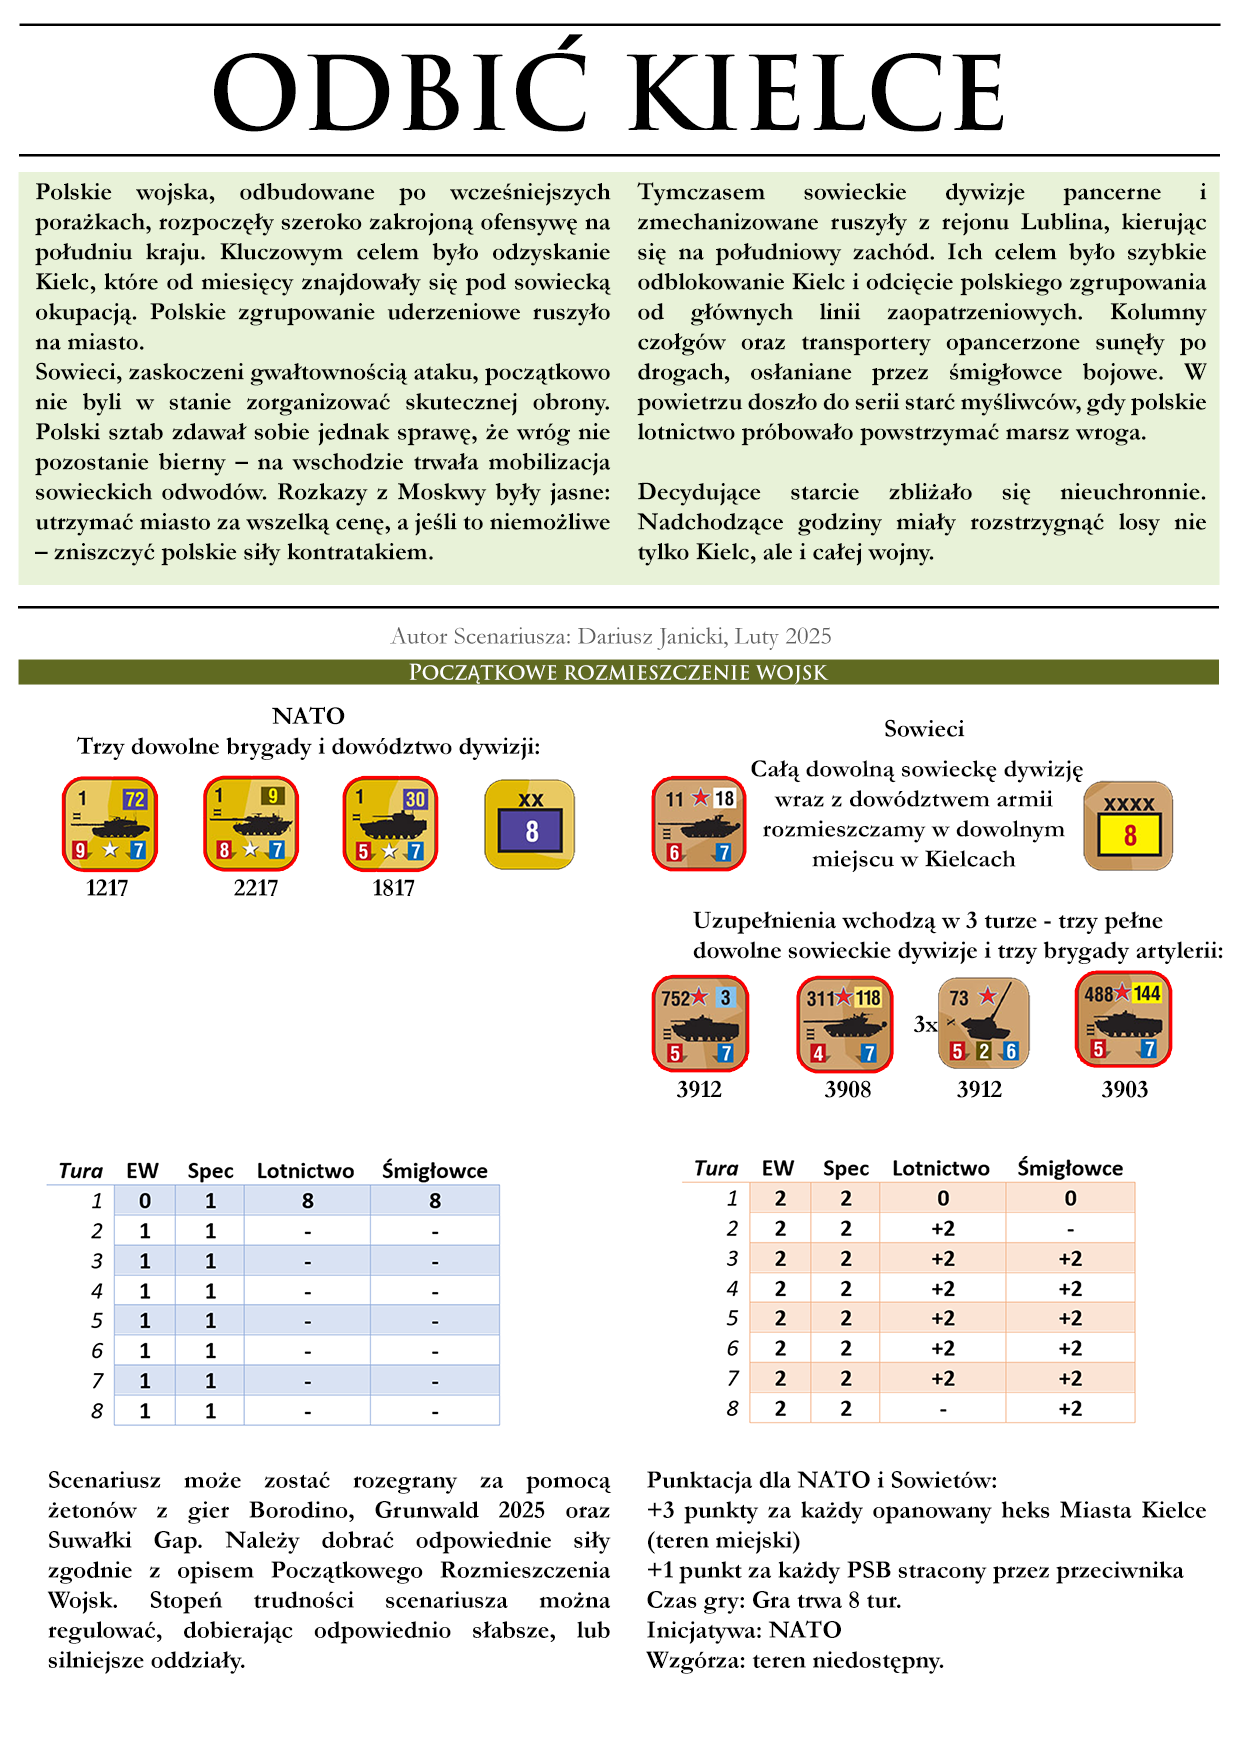 ODBIĆ KIELCE
Polskie wojska, odbudowane po wcześniejszych
porażkach, rozpoczęły szeroko zakrojoną ofensywę na
południu kraju. Kluczowym celem było odzyskanie
Kielc, które od miesięcy znajdowały się pod sowiecką
okupacją. Polskie zgrupowanie uderzeniowe ruszyło
na miasto.
Sowieci, zaskoczeni gwałtownością ataku, początkowo
nie byli w stanie zorganizować skutecznej obrony.
Polski sztab zdawał sobie jednak sprawę, że wróg nie
pozostanie bierny – na wschodzie trwała mobilizacja
sowieckich odwodów. Rozkazy z Moskwy były jasne:
utrzymać miasto za wszelką cenę, a jeśli to niemożliwe
– zniszczyć polskie siły kontratakiem.
Tymczasem sowieckie dywizje pancerne i
zmechanizowane ruszyły z rejonu Lublina, kierując
się na południowy zachód. Ich celem było szybkie
odblokowanie Kielc i odcięcie polskiego zgrupowania
od głównych linii zaopatrzeniowych. Kolumny
czołgów oraz transportery opancerzone sunęły po
drogach, osłaniane przez śmigłowce bojowe. W
powietrzu doszło do serii starć myśliwców, gdy polskie
lotnictwo próbowało powstrzymać marsz wroga.
Decydujące starcie zbliżało się nieuchronnie.
Nadchodzące godziny miały rozstrzygnąć losy nie
tylko Kielc, ale i całej wojny.
Autor Scenariusza: Dariusz Janicki, Luty 2025
POCZĄTKOWE ROZMIESZCZENIE WOJSK
NATO
Trzy dowolne brygady i dowództwo dywizji:
1 72 1 9 1 30 XX
II II II 8
9 7 8 7 5 7
1217 2217 1817
Sowieci
Całą dowolną sowieckę dywizję
wraz z dowództwem armii
rozmieszczamy w dowolnym
miejscu w Kielcach
11 18 XXXX
III 8
6 7
Uzupełnienia wchodzą w 3 turze - trzy pełne
dowolne sowieckie dywizje i trzy brygady artylerii:
752 3 311 118 73 488 144
III III 3x X III
5 7 4 7 5 2 6 5 7
3912 3908 3912 3903
Tura EW Spec Lotnictwo Śmigłowce
1 0 1 8 8
2 1 1 - -
3 1 1 - -
4 1 1 - -
5 1 1 - -
6 1 1 - -
7 1 1 - -
8 1 1 - -
Tura EW Spec Lotnictwo Śmigłowce
1 2 2 0 0
2 2 2 +2 -
3 2 2 +2 +2
4 2 2 +2 +2
5 2 2 +2 +2
6 2 2 +2 +2
7 2 2 +2 +2
8 2 2 - +2
Scenariusz może zostać rozegrany za pomocą
żetonów z gier Borodino, Grunwald 2025 oraz
Suwałki Gap. Należy dobrać odpowiednie siły
zgodnie z opisem Początkowego Rozmieszczenia
Wojsk. Stopeń trudności scenariusza można
regulować, dobierając odpowiednio słabsze, lub
silniejsze oddziały.
Punktacja dla NATO i Sowietów:
+3 punkty za każdy opanowany heks Miasta Kielce
(teren miejski)
+1 punkt za każdy PSB stracony przez przeciwnika
Czas gry: Gra trwa 8 tur.
Inicjatywa: NATO
Wzgórza: teren niedostępny.